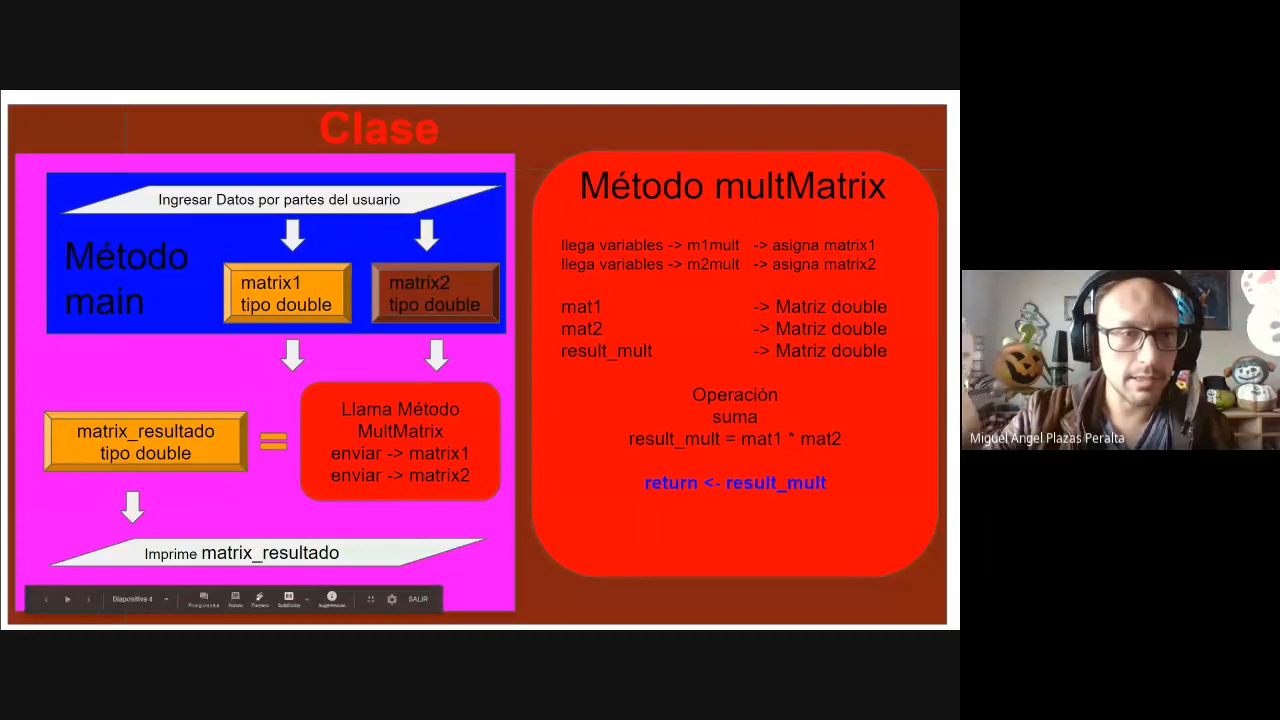 Clase
Ingresar Datos por partes del usuario
Método
main
matrix1
tipo double
matrix2
tipo double
matrix_resultado
tipo double
Llama Método
MultMatrix
enviar -> matrix1
enviar -> matrix2
Imprime matrix_resultado
Diapositiva 4
SALIR
Método multMatrix
llega variables -> m1mult -> asigna matrix1
llega variables -> m2mult -> asigna matrix2
mat1 -> Matriz double
mat2 -> Matriz double
result_mult -> Matriz double
Operación
suma
result_mult = mat1 * mat2
return <- result_mult
Miguel Angel Plazas Peralta